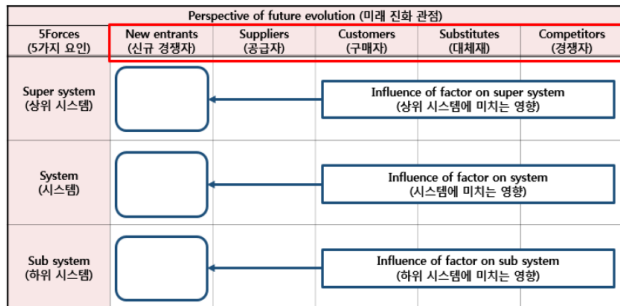 Perspective of future evolution (미래 진화 관점)
5Forces New entrants Suppliers Customers Substitutes Competitors
(5가지 요인) (신규 경쟁자) (공급자) (구매자) (대체재) (경쟁자)
Super system Influence of factor on super system
(상위 시스템) (상위 시스템에 미치는 영향)
System Influence of factor on system
(시스템) (시스템에 미치는 영향)
Sub system Influence of factor on sub system
(하위 시스템) (하위 시스템에 미치는 영향)